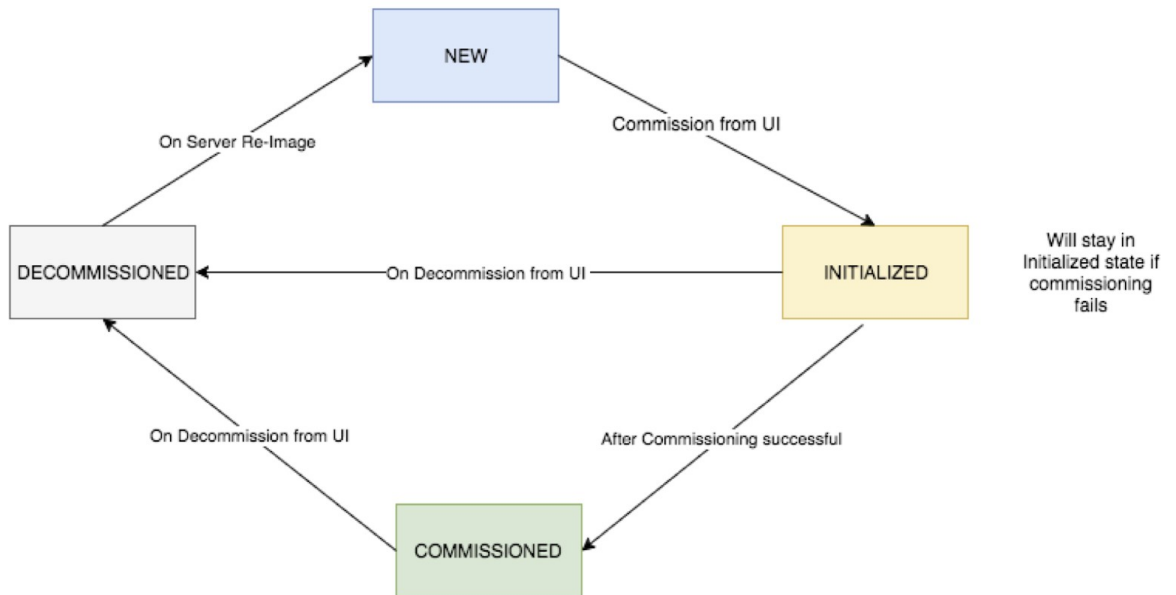 NEW
Commission from UI
On Server Re-Image
DECOMMISSIONED
On Decommission from UI
INITIALIZED
Will stay in
Initialized state if
commissioning
fails
On Decommission from UI
After Commissioning successful
COMMISSIONED